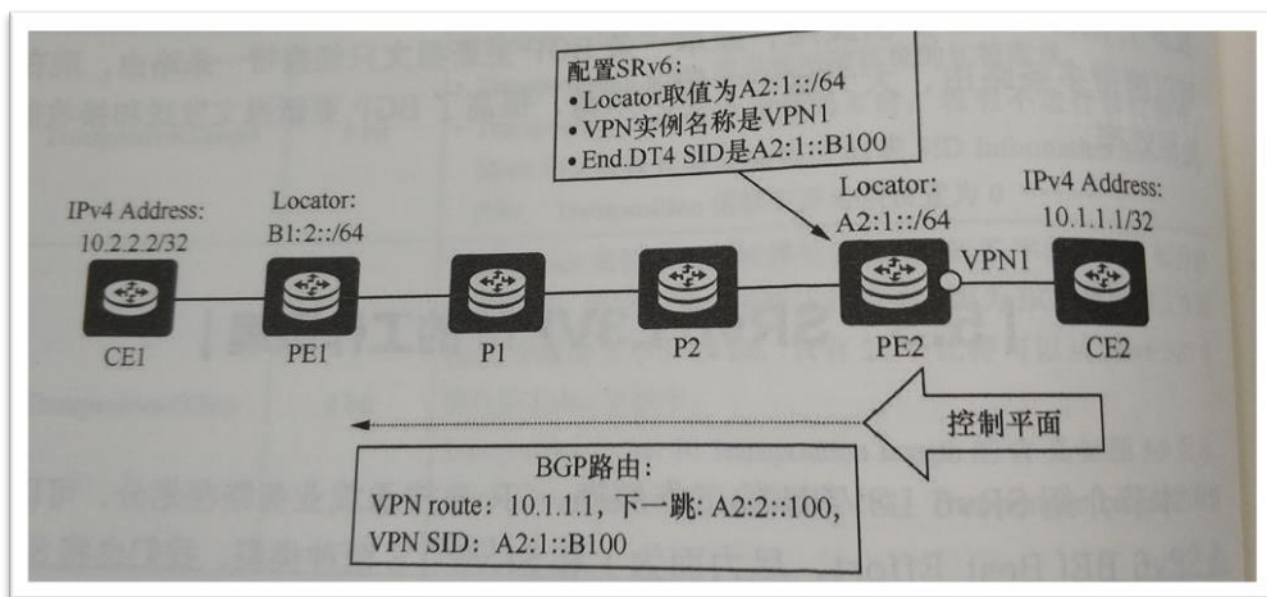 配置SRv6:
• Locator取值为A2:1::/64
• VPN实例名称是VPN1
• End.DT4 SID是A2:1::B100
IPv4 Address:
10.2.2.2/32
Locator:
B1:2::/64
Locator:
A2:1::/64
IPv4 Address:
10.1.1.1/32
VPN1
CE1
PE1
P1
P2
PE2
CE2
控制平面
BGP路由:
VPN route: 10.1.1.1, 下一跳: A2:2::100,
VPN SID: A2:1::B100